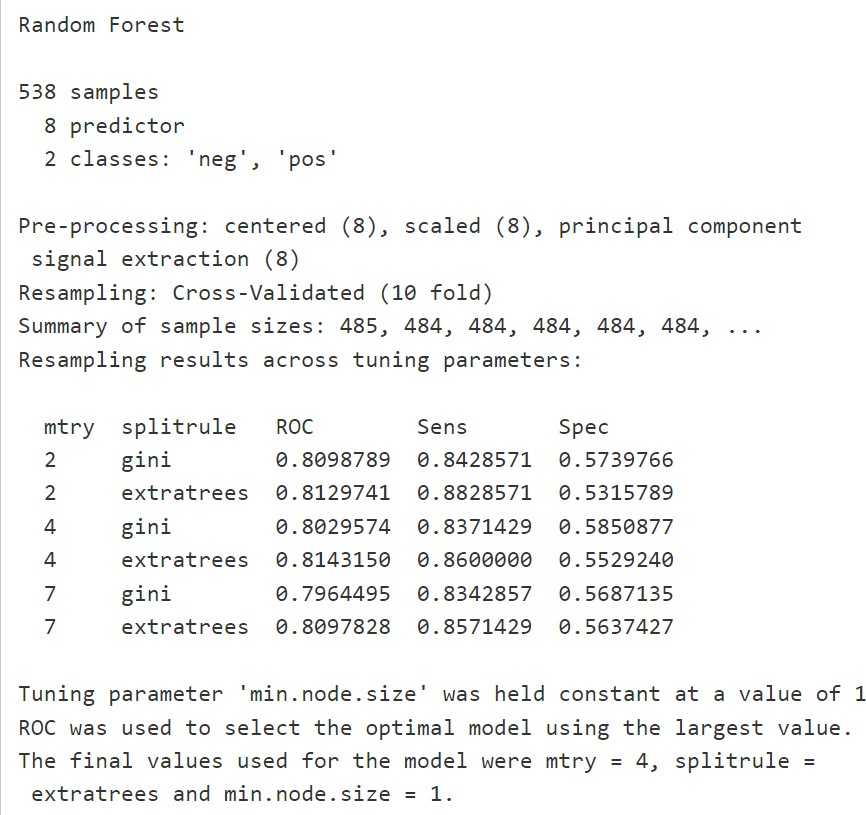 Random Forest
538 samples
8 predictor
2 classes: 'neg', 'pos'
Pre-processing: centered (8), scaled (8), principal component
signal extraction (8)
Resampling: Cross-Validated (10 fold)
Summary of sample sizes: 485, 484, 484, 484, 484, 484, ...
Resampling results across tuning parameters:
mtry splitrule ROC Sens Spec
2 gini 0.8098789 0.8428571 0.5739766
2 extratrees 0.8129741 0.8828571 0.5315789
4 gini 0.8029574 0.8371429 0.5850877
4 extratrees 0.8143150 0.8600000 0.5529240
7 gini 0.7964495 0.8342857 0.5687135
7 extratrees 0.8097828 0.8571429 0.5637427
Tuning parameter 'min.node.size' was held constant at a value of 1
ROC was used to select the optimal model using the largest value.
The final values used for the model were mtry = 4, splitrule =
extratrees and min.node.size = 1.